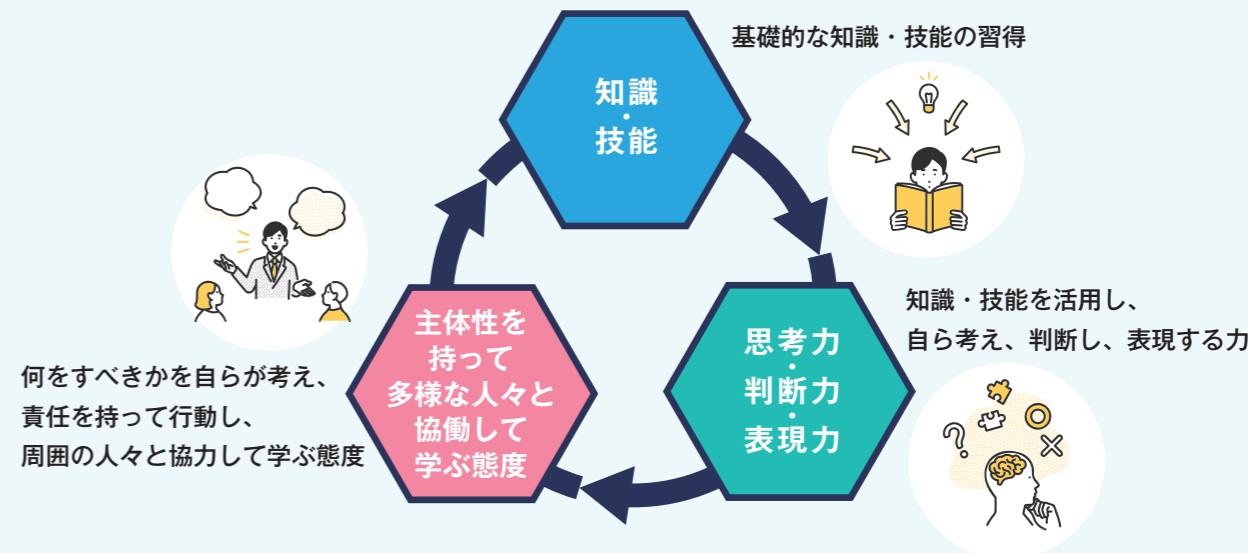 基礎的な知識・技能の習得
知識
・
技能
知識・技能を活用し、
自ら考え、判断し、表現する力
思考力
・
判断力
・
表現力
主体性を
持って
多様な人々と
協働して
学ぶ態度
何をすべきかを自らが考え、
責任を持って行動し、
周囲の人々と協力して学ぶ態度